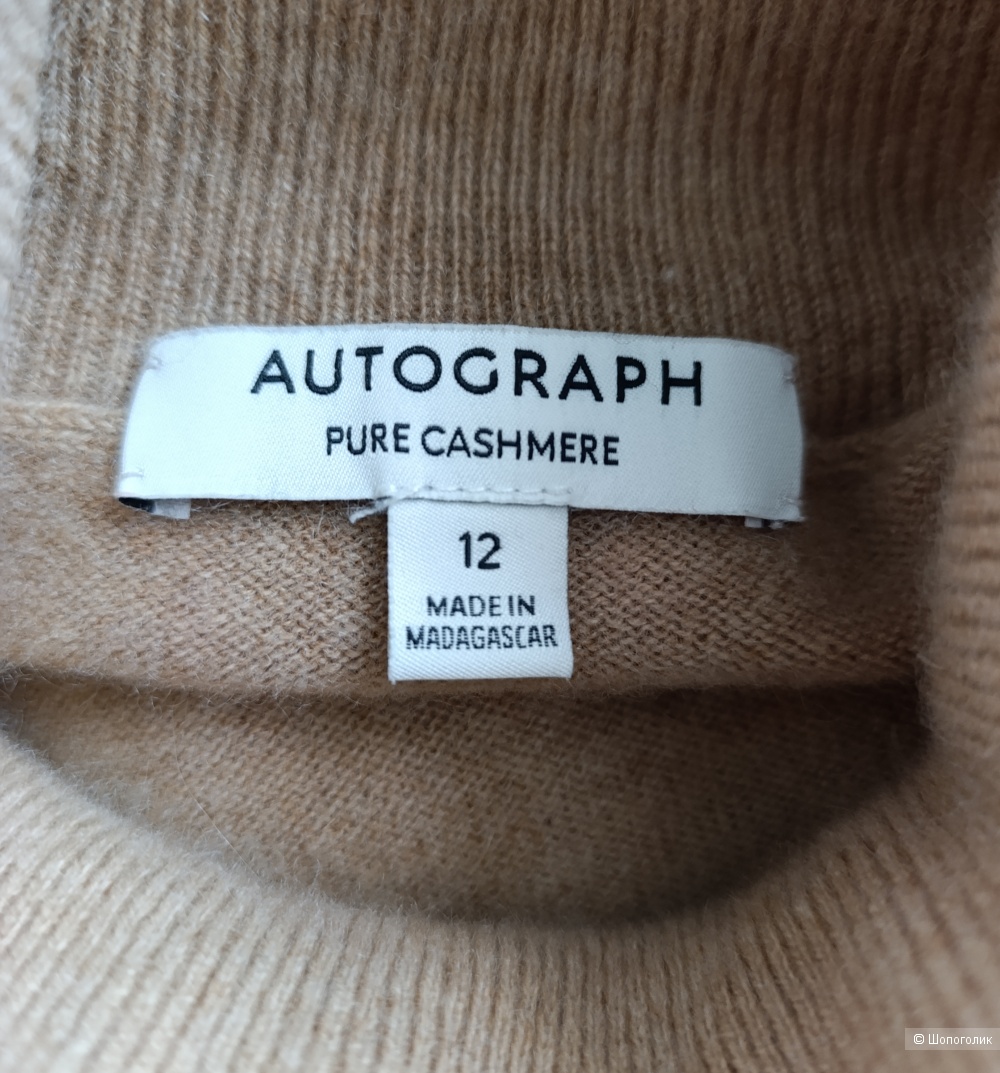 AUTOGRAPH
PURE CASHMERE
12
MADE IN
MADAGASCAR
© Шопоголик